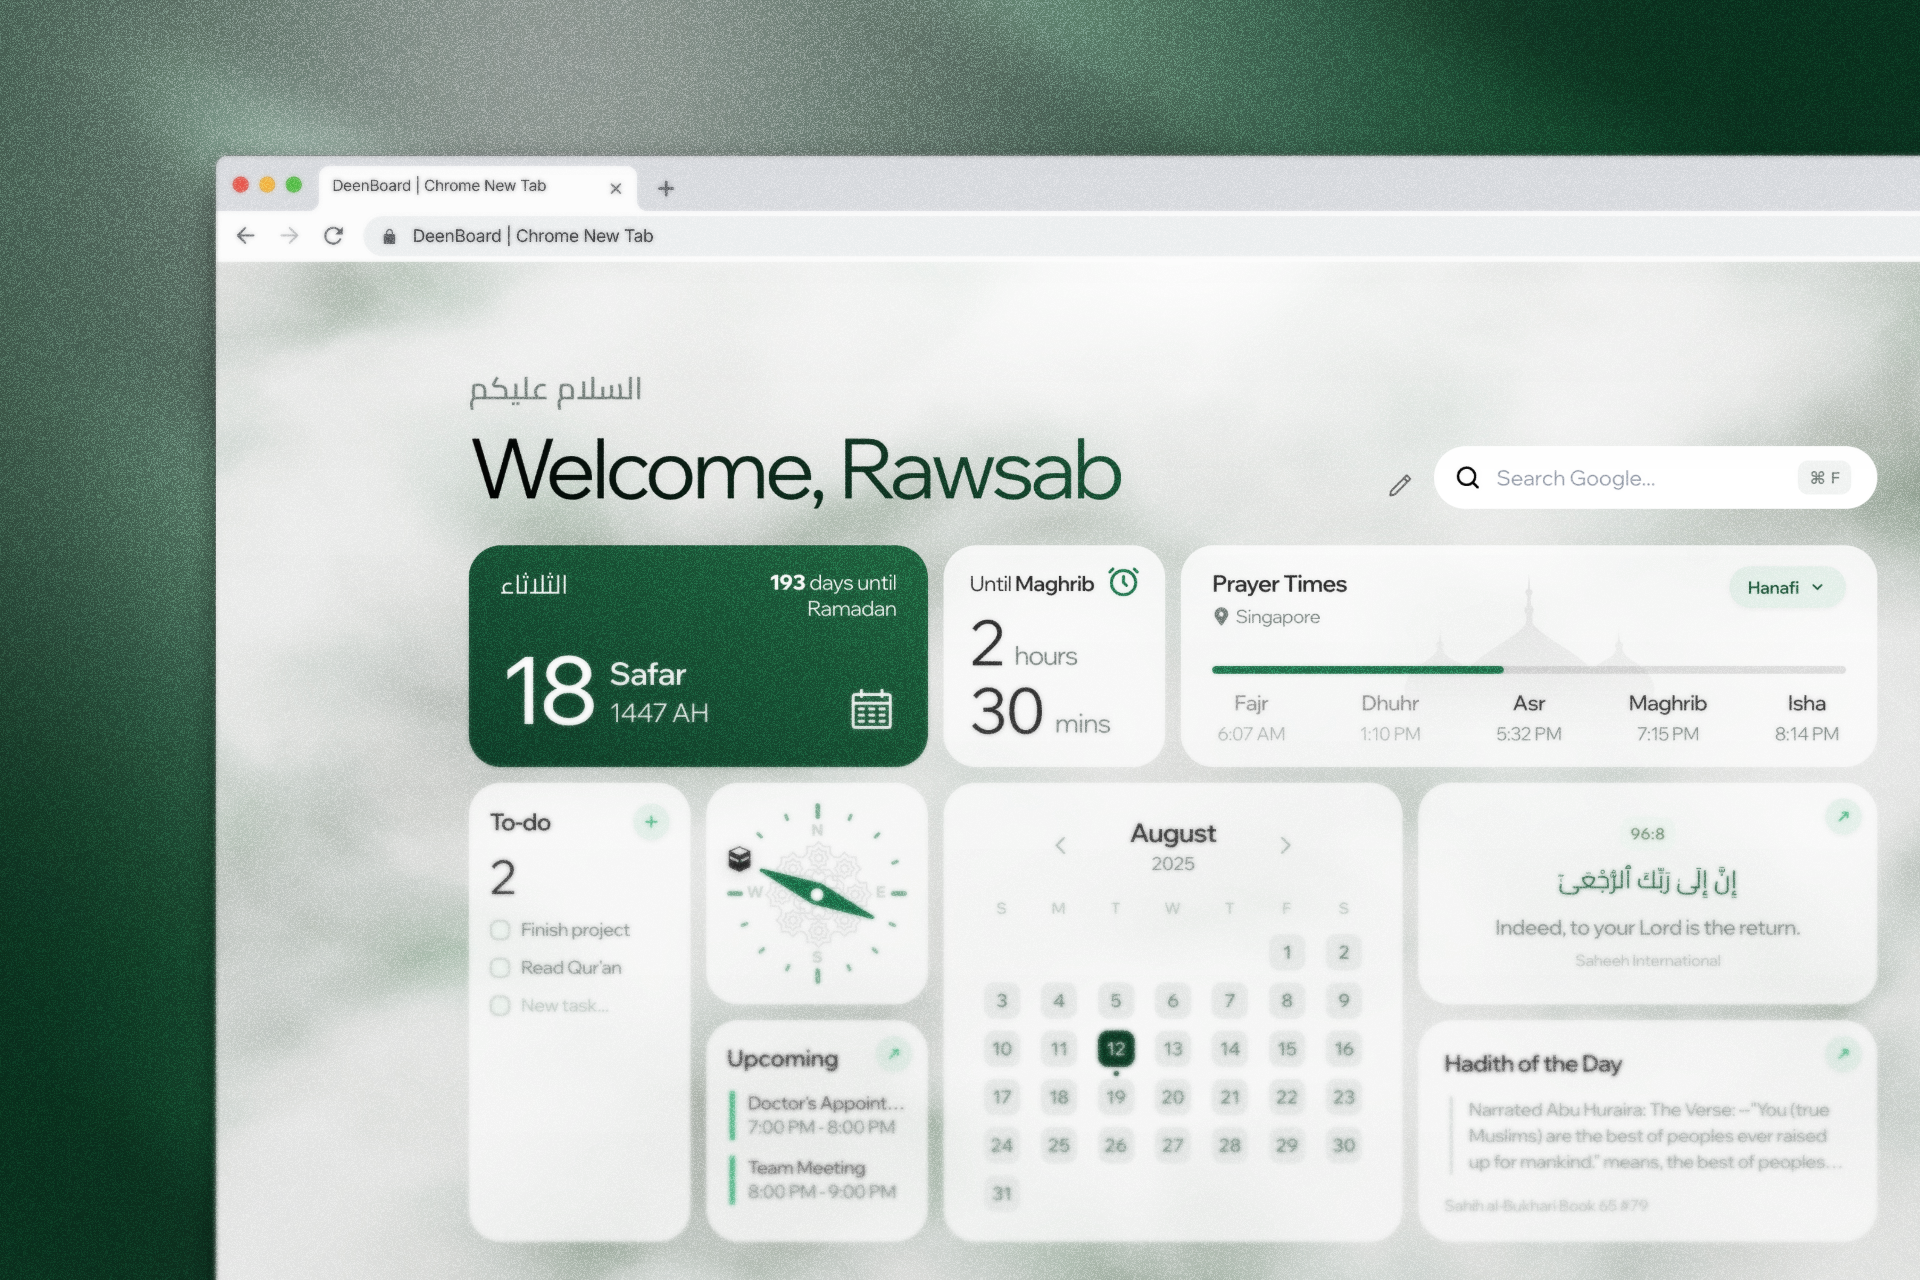 DeenBoard | Chrome New Tab
DeenBoard | Chrome New Tab
السلام عليكم
Welcome, Rawsab
Search Google...
⌘ F
الثلاثاء
193 days until
Ramadan
18
Safar
1447 AH
Until Maghrib
2 hours
30 mins
Prayer Times
Singapore
Hanafi
Fajr Dhuhr Asr Maghrib Isha
6:07 AM 1:10 PM 5:32 PM 7:15 PM 8:14 PM
To-do
2
Finish project
Read Qur'an
New task...
N
W E
S
Upcoming
Doctor's Appoint...
7:00 PM - 8:00 PM
Team Meeting
8:00 PM - 9:00 PM
August
2025
S M T W T F S
1 2
3 4 5 6 7 8 9
10 11 12 13 14 15 16
17 18 19 20 21 22 23
24 25 26 27 28 29 30
31
96:8
إِنَّ إِلَىٰ رَبِّكَ ٱلرُّجْعَىٰٓ
Indeed, to your Lord is the return.
Saheeh International
Hadith of the Day
Narrated Abu Huraira: The Verse: --"You (true
Muslims) are the best of peoples ever raised
up for mankind." means, the best of peoples...
Sahih al-Bukhari Book 65 #79